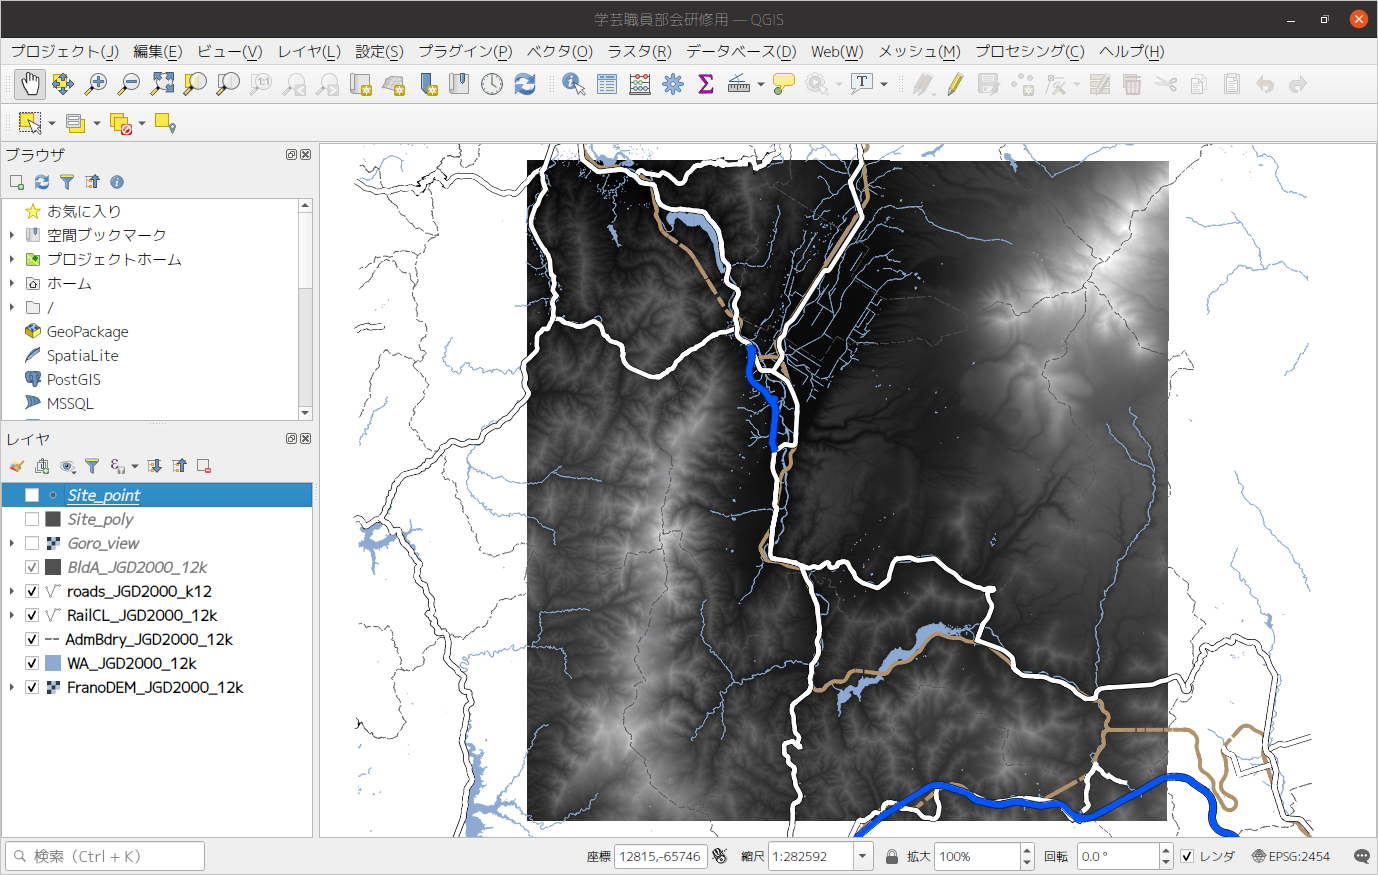 学芸職員部会研修用 — QGIS
プロジェクト(J) 編集(E) ビュー(V) レイヤ(L) 設定(S) プラグイン(P) ベクタ(O) ラスタ(R) データベース(D) Web(W) メッシュ(M) プロセシング(C) ヘルプ(H)
ブラウザ
お気に入り
空間ブックマーク
プロジェクトホーム
ホーム
/
GeoPackage
SpatiaLite
PostGIS
MSSQL
レイヤ
Site_point
Site_poly
Goro_view
BldA_JGD2000_12k
roads_JGD2000_k12
RailCL_JGD2000_12k
AdmBdry_JGD2000_12k
WA_JGD2000_12k
FranoDEM_JGD2000_12k
検索 (Ctrl + K) 座標 12815,-65746 縮尺 1:282592 拡大 100% 回転 0.0 ° レンダ EPSG:2454